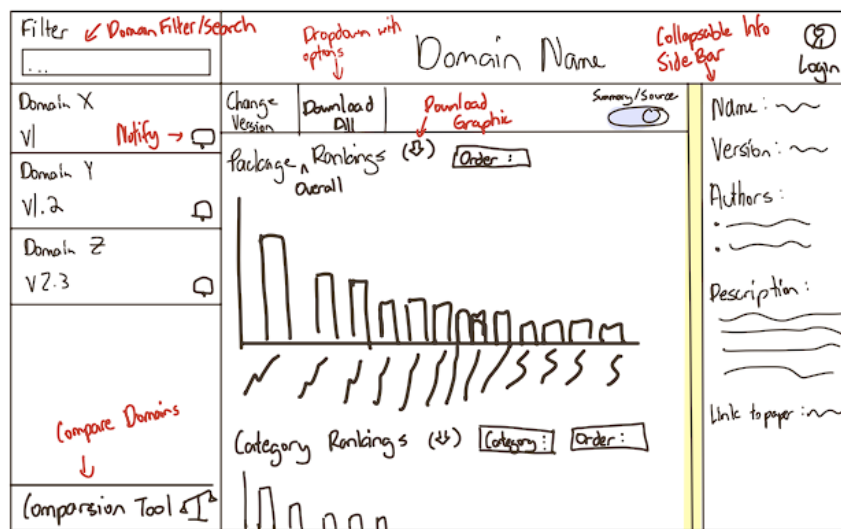 Filter
Domain Filter/Search
...
Dropdown with
options
Domain Name
Collapsable Info
Side Bar
Login
Domain X
V1
Notify →
Domain Y
V1.2
Domain Z
V2.3
Compare Domains
Comparsion Tool
Change
Version
Download
All
Download
Graphic
Summary/Source
Package ^ Rankings
Overall
Order :
Category Rankings
Category :
Order :
Name :
Version :
Authors :
Description :
Link to paper :